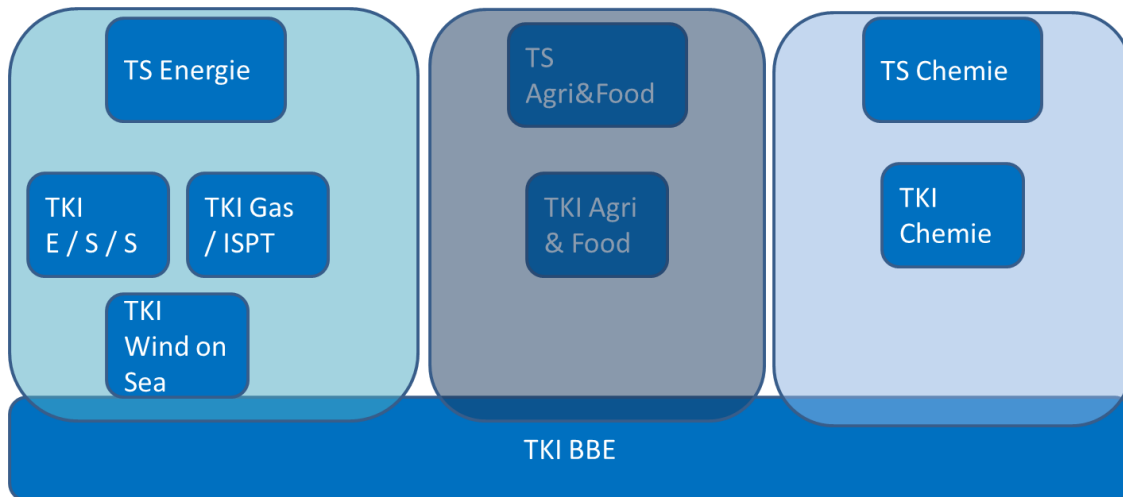 TS Energie
TS
Agri&Food
TS Chemie
TKI
E / S / S
TKI Gas
/ ISPT
TKI Agri
& Food
TKI
Chemie
TKI
Wind on
Sea
TKI BBE